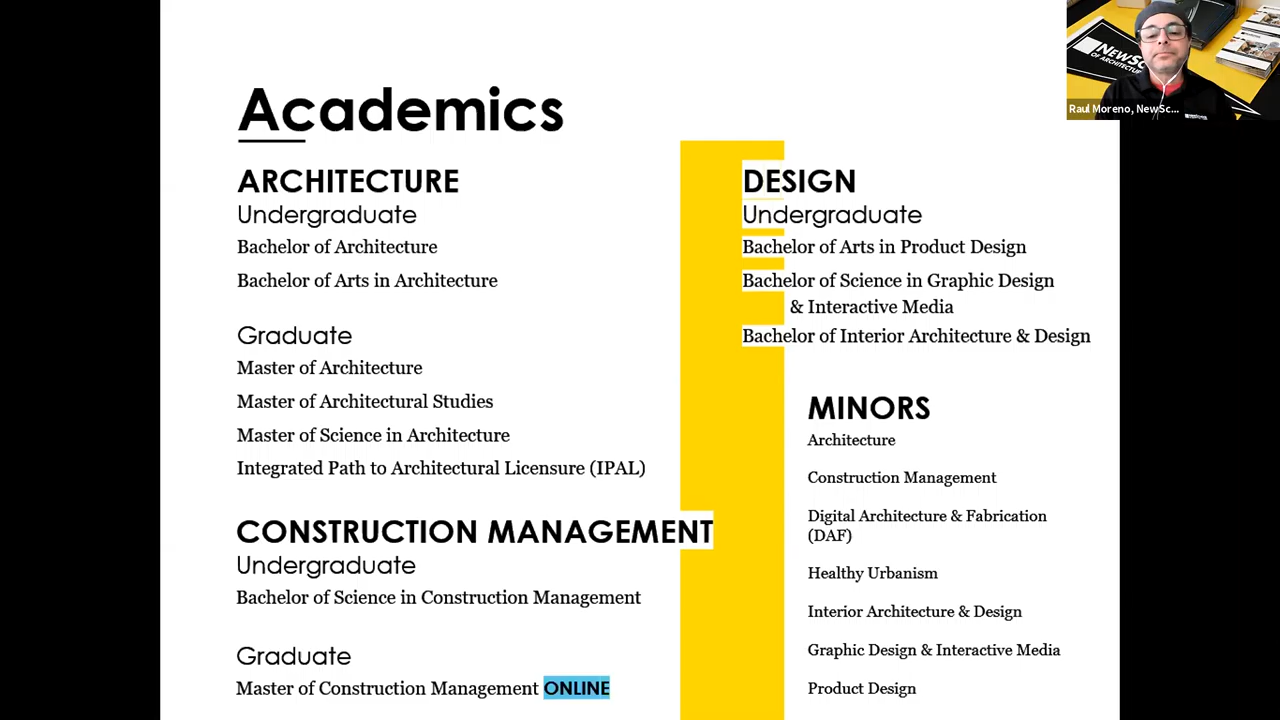 Academics
ARCHITECTURE
Undergraduate
Bachelor of Architecture
Bachelor of Arts in Architecture
Graduate
Master of Architecture
Master of Architectural Studies
Master of Science in Architecture
Integrated Path to Architectural Licensure (IPAL)
CONSTRUCTION MANAGEMENT
Undergraduate
Bachelor of Science in Construction Management
Graduate
Master of Construction Management ONLINE
DESIGN
Undergraduate
Bachelor of Arts in Product Design
Bachelor of Science in Graphic Design
& Interactive Media
Bachelor of Interior Architecture & Design
MINORS
Architecture
Construction Management
Digital Architecture & Fabrication
(DAF)
Healthy Urbanism
Interior Architecture & Design
Graphic Design & Interactive Media
Product Design
NEWSC
OF ARCHITECTU
Raul Moreno, NewSc...